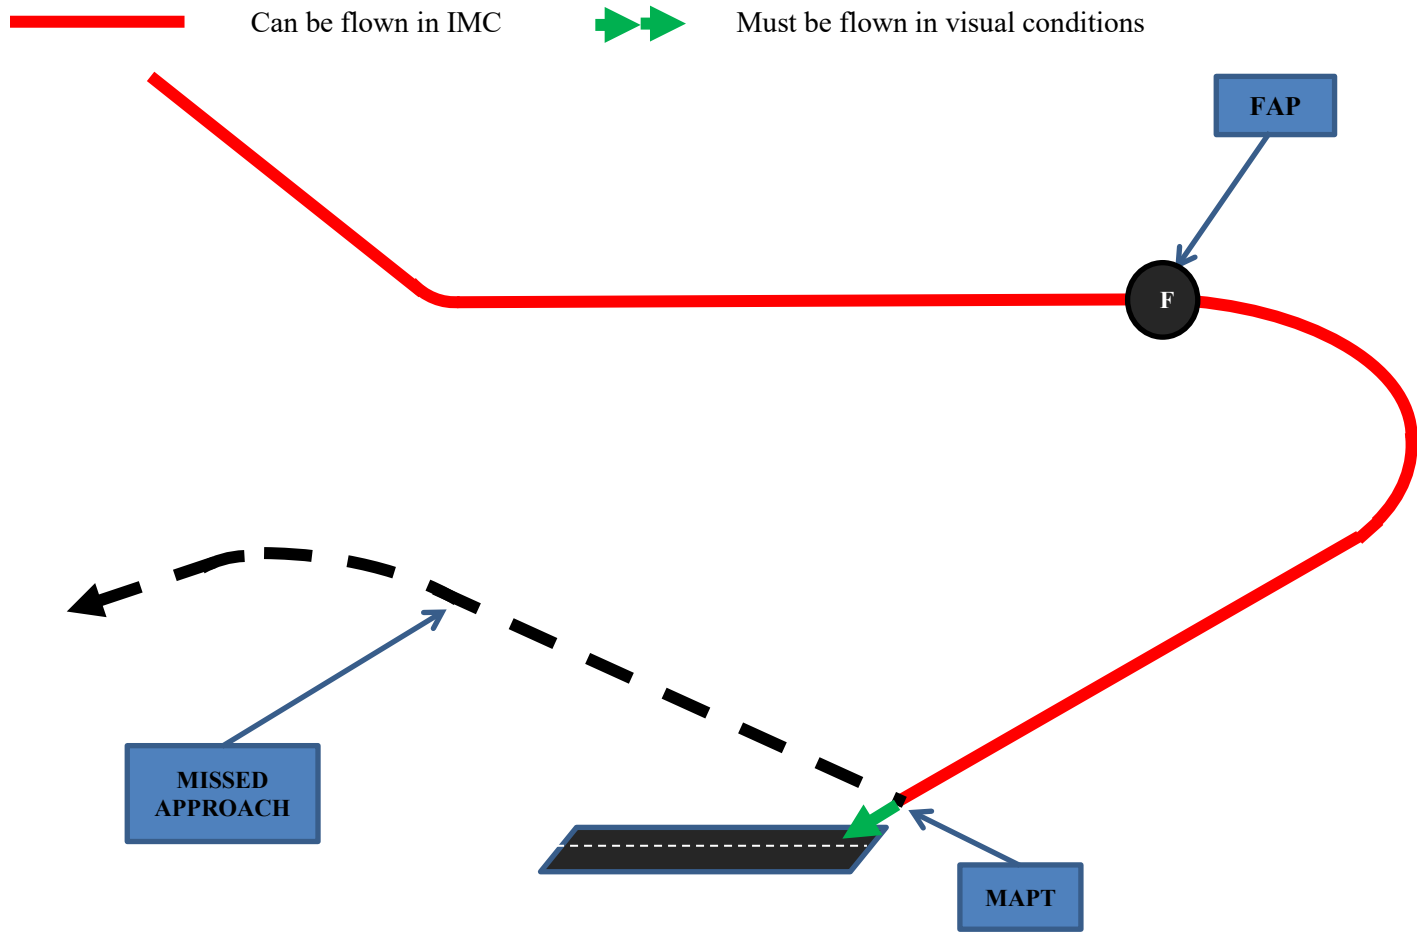 Can be flown in IMC
Must be flown in visual conditions
FAP
F
MISSED
APPROACH
MAPT